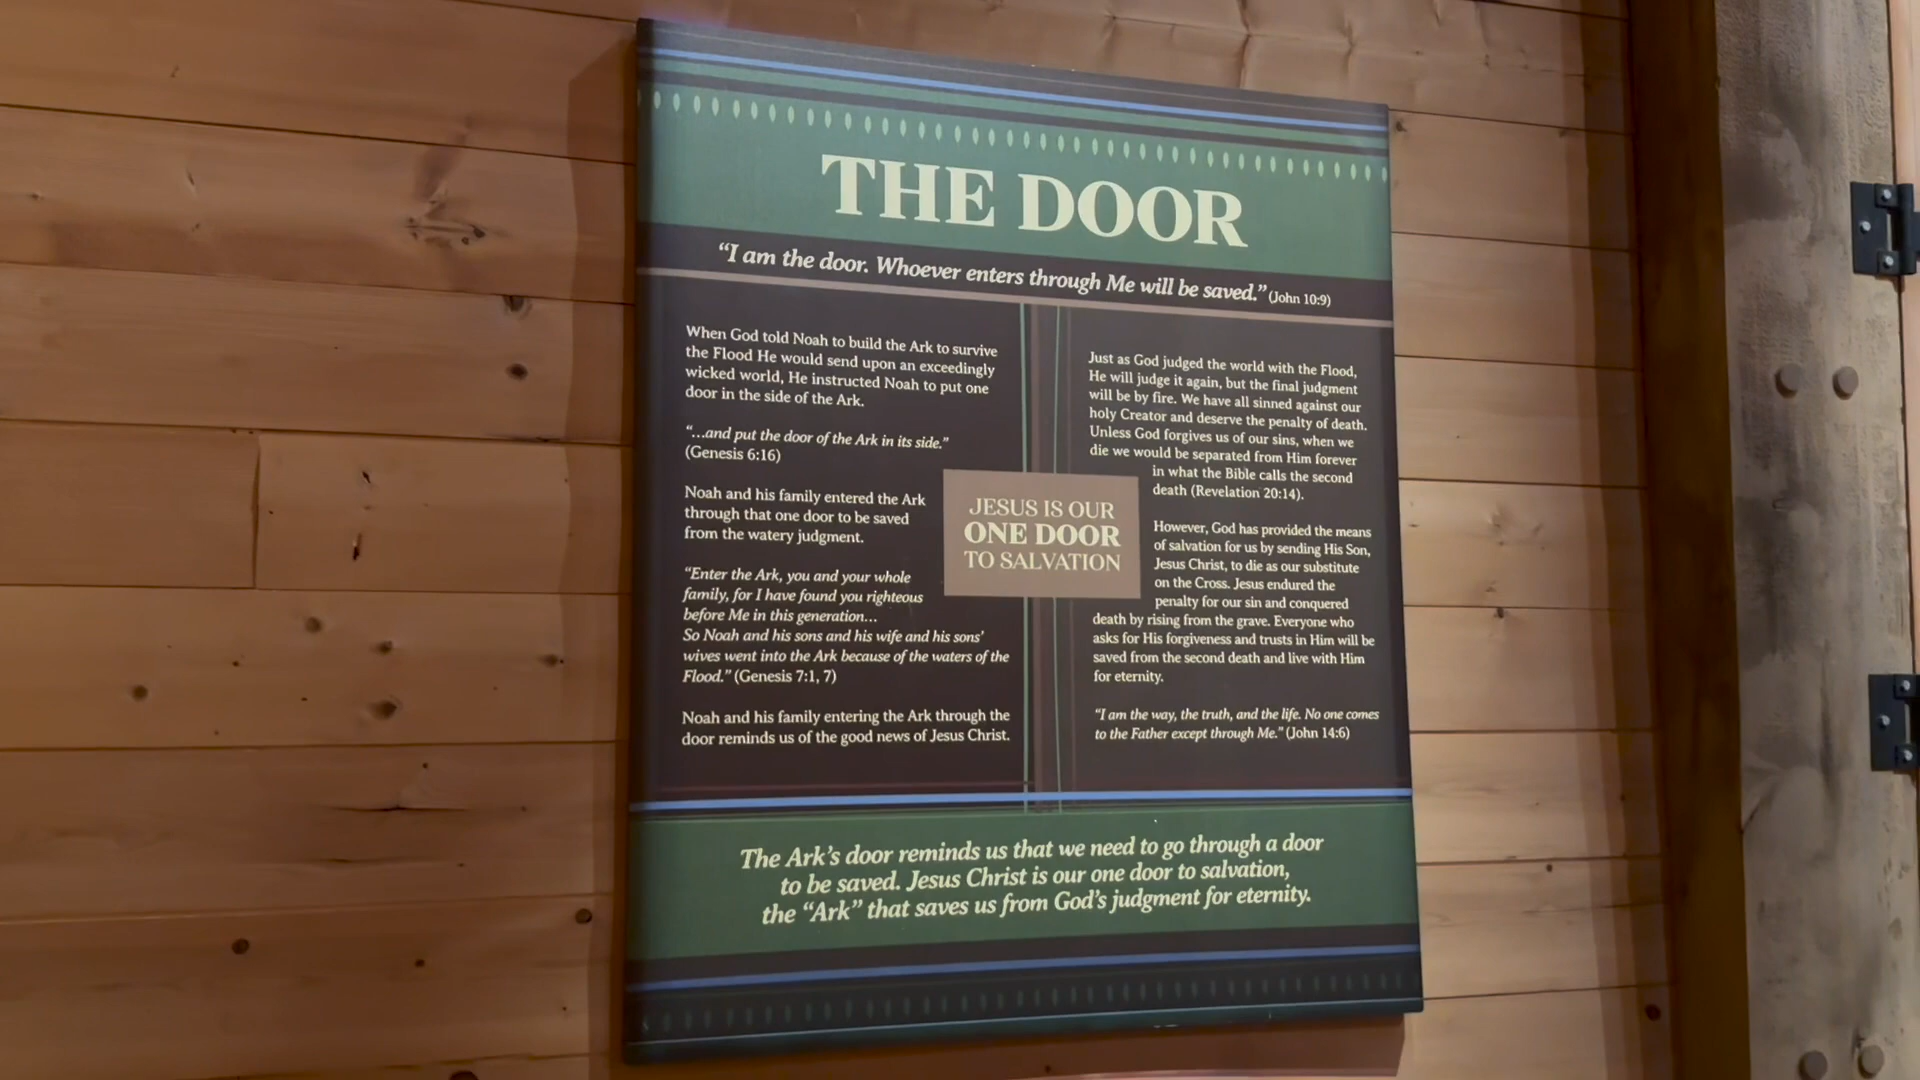 THE DOOR
“I am the door. Whoever enters through Me will be saved.” (John 10:9)
When God told Noah to build the Ark to survive
the Flood He would send upon an exceedingly
wicked world, He instructed Noah to put one
door in the side of the Ark.
“...and put the door of the Ark in its side.”
(Genesis 6:16)
Noah and his family entered the Ark
through that one door to be saved
from the watery judgment.
“Enter the Ark, you and your whole
family, for I have found you righteous
before Me in this generation...
So Noah and his sons and his wife and his sons’
wives went into the Ark because of the waters of the
Flood.” (Genesis 7:1, 7)
Noah and his family entering the Ark through the
door reminds us of the good news of Jesus Christ.
JESUS IS OUR
ONE DOOR
TO SALVATION
Just as God judged the world with the Flood,
He will judge it again, but the final judgment
will be by fire. We have all sinned against our
holy Creator and deserve the penalty of death.
Unless God forgives us of our sins, when we
die we would be separated from Him forever
in what the Bible calls the second
death (Revelation 20:14).
However, God has provided the means
of salvation for us by sending His Son,
Jesus Christ, to die as our substitute
on the Cross. Jesus endured the
penalty for our sin and conquered
death by rising from the grave. Everyone who
asks for His forgiveness and trusts in Him will be
saved from the second death and live with Him
for eternity.
“I am the way, the truth, and the life. No one comes
to the Father except through Me.” (John 14:6)
The Ark’s door reminds us that we need to go through a door
to be saved. Jesus Christ is our one door to salvation,
the “Ark” that saves us from God’s judgment for eternity.